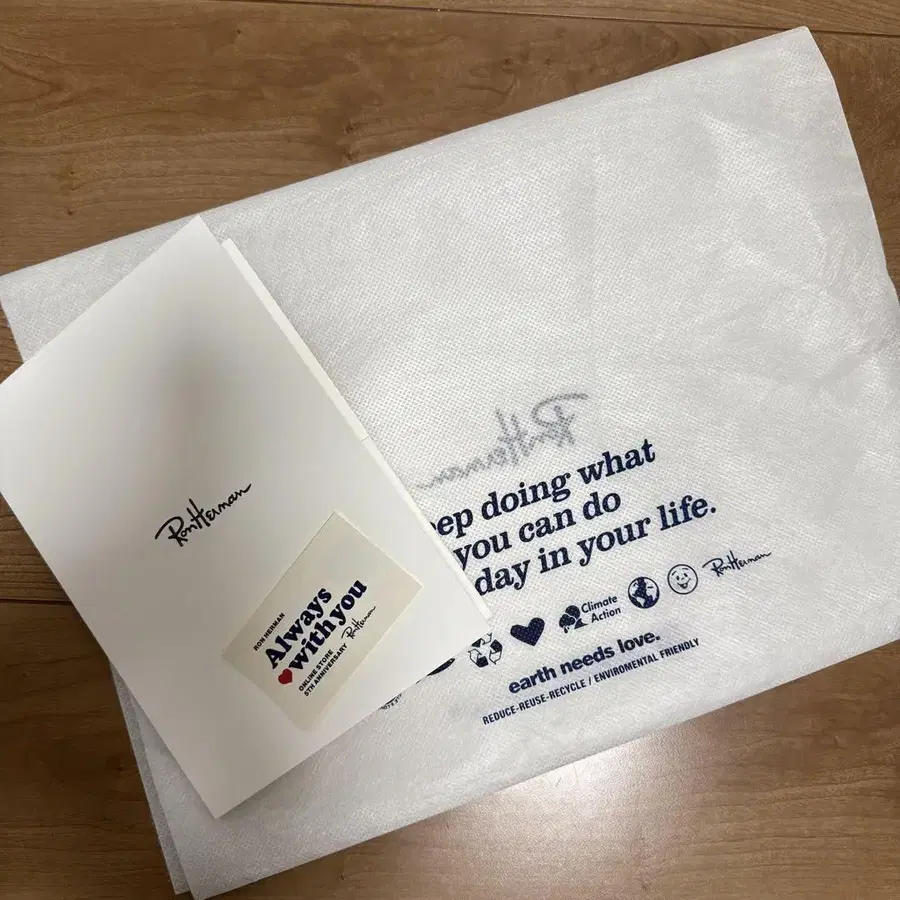 RonHerman
ep doing what
you can do
day in your life.
Climate
Action
RonHerman
earth needs love.
REDUCE-REUSE-RECYCLE / ENVIROMENTAL FRIENDLY
RonHerman
RON HERMAN
Always
with you
ONLINE STORE
5TH ANNIVERSARY
RonHerman